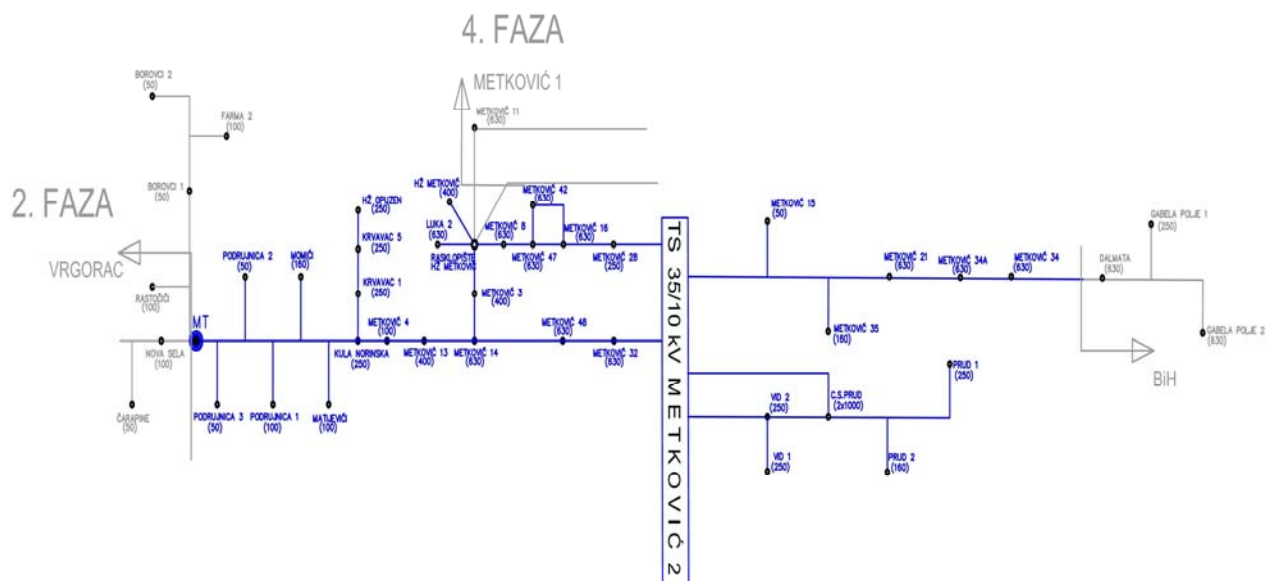 4. FAZA
METKOVIĆ 1
BOROVCI 2
(50)
FARMA 2
(100)
METKOVIĆ 11
(630)
2. FAZA
BOROVCI 1
(50)
VRGORAC
RASTOČIĆI
(100)
MT
NOVA SELA
(100)
ČARAPINE
(50)
PODRUJNICA 2
(50)
MOMIĆI
(160)
PODRUJNICA 3
(50)
PODRUJNICA 1
(100)
MATIJEVIĆI
(100)
HŽ OPUZEN
(250)
KRVAVAC 5
(250)
KRVAVAC 1
(250)
KULA NORINSKA
(250)
METKOVIĆ 4
(100)
METKOVIĆ 13
(400)
HŽ METKOVIĆ
(400)
LUKA 2
(630)
RASKLOPIŠTE
HŽ METKOVIĆ
METKOVIĆ 8
(630)
METKOVIĆ 42
(630)
METKOVIĆ 47
(630)
METKOVIĆ 16
(630)
METKOVIĆ 28
(250)
METKOVIĆ 3
(400)
METKOVIĆ 14
(630)
METKOVIĆ 48
(630)
METKOVIĆ 32
(630)
TS 35/10 kV METKOVIĆ 2
METKOVIĆ 15
(50)
METKOVIĆ 21
(630)
METKOVIĆ 34A
(630)
METKOVIĆ 34
(630)
METKOVIĆ 35
(160)
DALMATA
(630)
GABELA POLJE 1
(250)
GABELA POLJE 2
(630)
BiH
PRUD 1
(250)
VID 2
(250)
C.S.PRUD
(2x1000)
VID 1
(250)
PRUD 2
(160)